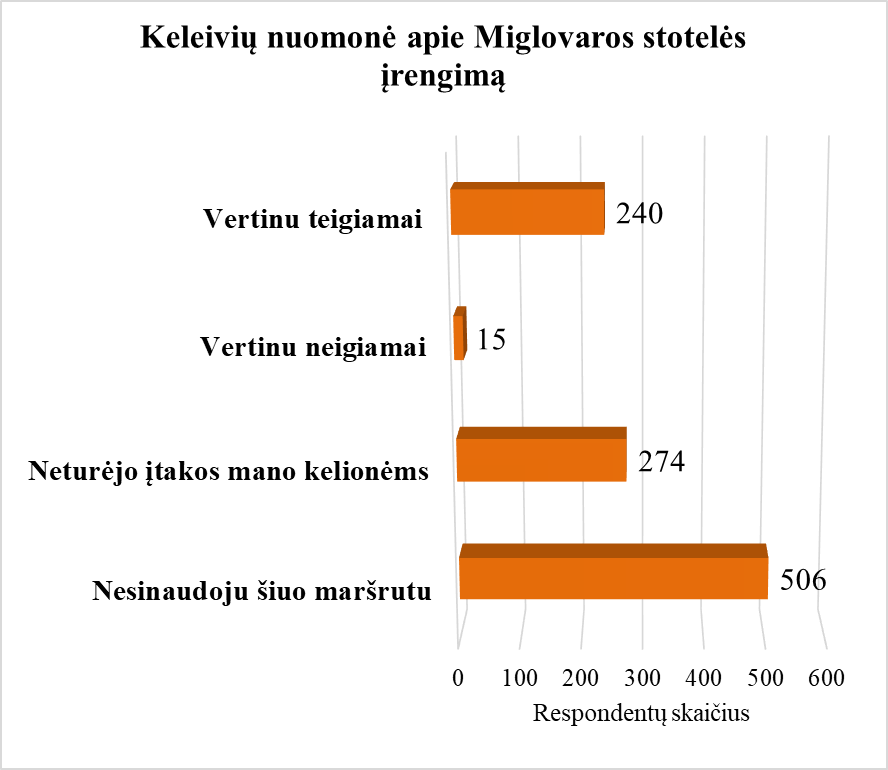 Keleivių nuomonė apie Miglovaros stotelės
įrengimą
Vertinu teigiamai 240
Vertinu neigiamai 15
Neturėjo įtakos mano kelionėms 274
Nesinaudoju šiuo maršrutu 506
0 100 200 300 400 500 600
Respondentų skaičius